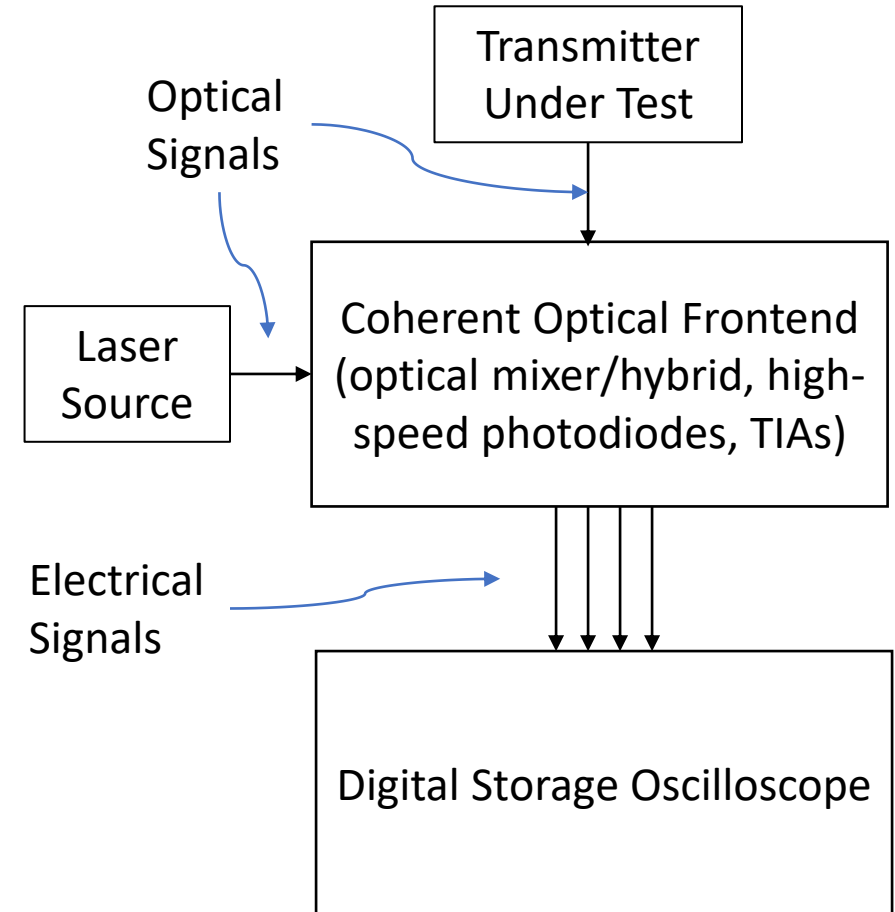 Transmitter
Under Test
Optical
Signals
Coherent Optical Frontend
(optical mixer/hybrid, high-
speed photodiodes, TIAs)
Laser
Source
Electrical
Signals
Digital Storage Oscilloscope